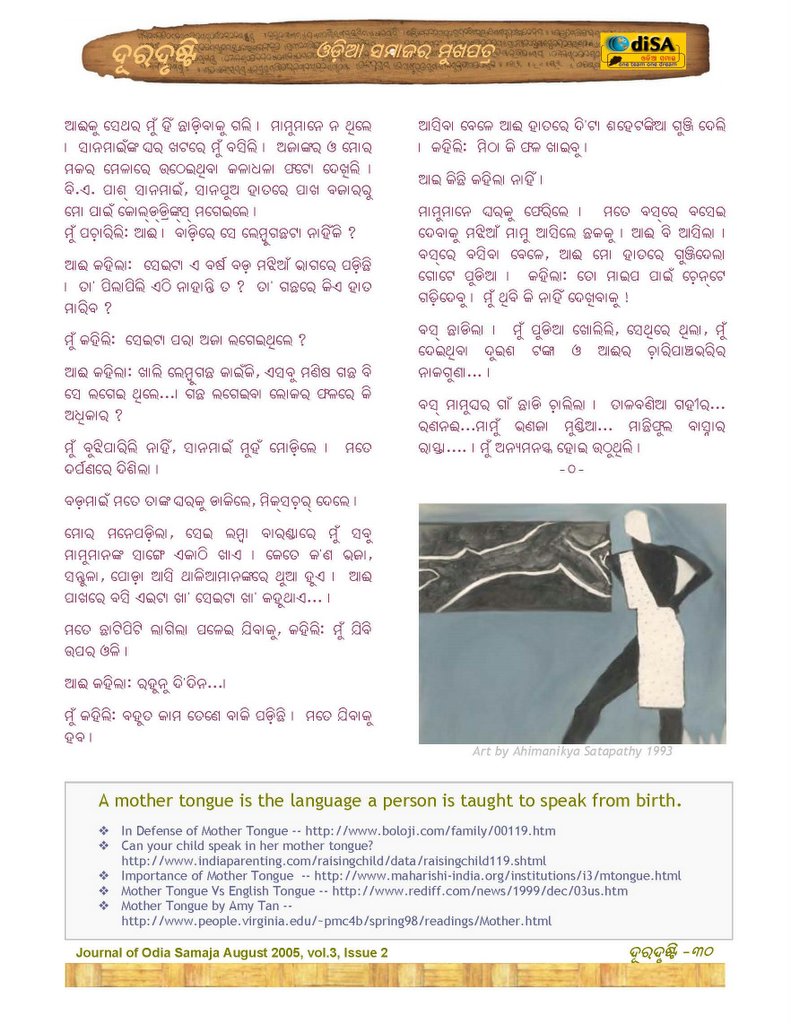 ଦୂରଦୃଷ୍ଟି
ଓଡ଼ିଆ ସମାଜର ମୁଖପତ୍ର
diSA
ଓଡ଼ିଆ ସମାଜ
one team one dream
ଆଈକୁ ସେଥର ମୁଁ ହିଁ ଛାଡ଼ିବାକୁ ଗଲି । ମାମୁମାନେ ନ ଥିଲେ
। ସାନମାଇଁଙ୍କ ଘର ଖଟରେ ମୁଁ ବସିଲି । ଅଜାଙ୍କର ଓ ମୋର
ମକର ମେଳାରେ ଉଠେଇଥିବା କଳାଧଳା ଫଟୋ ଦେଖିଲି ।
ବି.ଏ. ପାଶ୍ ସାନମାଇଁ, ସାନପୁଅ ହାତରେ ପାଖ ବଜାରରୁ
ମୋ ପାଇଁ କୋଲ୍‌ଡ୍‌ଡ୍ରିଙ୍କ୍‌ସ୍ ମଗେଇଲେ ।
ମୁଁ ପଚ଼ାରିଲି: ଆଈ । ବାଡ଼ିରେ ସେ ଲେମ୍ବୁଗଛଟା ନାହିଁକି ?
ଆଈ କହିଲା: ସେଇଟା ଏ ବର୍ଷ ବଡ଼ ମଝିଆଁ ଭାଗରେ ପଡ଼ିଛି
। ତା' ପିଲାପିଲି ଏଠି ନାହାନ୍ତି ତ ? ତା' ଗଛରେ କିଏ ହାତ
ମାରିବ ?
ମୁଁ କହିଲି: ସେଇଟା ପରା ଅଜା ଲଗେଇଥିଲେ ?
ଆଈ କହିଲା: ଖାଲି ଲେମ୍ବୁଗଛ କାଇଁକି, ଏସବୁ ମଣିଷ ଗଛ ବି
ସେ ଲଗେଇ ଥିଲେ...। ଗଛ ଲଗେଇବା ଲୋକର ଫଳରେ କି
ଅଧିକାର ?
ମୁଁ ବୁଝିପାରିଲି ନାହିଁ, ସାନମାଇଁ ମୁହଁ ମୋଡ଼ିଲେ । ମତେ
ଦର୍ପଣରେ ଦିଶିଲା ।
ବଡ଼ମାଇଁ ମତେ ତାଙ୍କ ଘରକୁ ଡାକିଲେ, ମିକ୍‌ସଚ଼ର୍ ଦେଲେ ।
ମୋର ମନେପଡ଼ିଲା, ସେଇ ଲମ୍ବା ବାରଣ୍ଡାରେ ମୁଁ ସବୁ
ମାମୁମାନଙ୍କ ସାଙ୍ଗେ ଏକାଠି ଖାଏ । କେତେ କ'ଣ ଭଜା,
ସନ୍ତୁଳା, ପୋଡ଼ା ଆସି ଥାଳିଆମାନଙ୍କରେ ଥୁଆ ହୁଏ । ଆଈ
ପାଖରେ ବସି ଏଇଟା ଖା' ସେଇଟା ଖା' କହୁଥାଏ...।
ମତେ ଛାଟିପିଟି ଲାଗିଲା ପଳେଇ ଯିବାକୁ, କହିଲି: ମୁଁ ଯିବି
ଉପର ଓଳି ।
ଆଈ କହିଲା: ରହୁନୁ ଦି'ଦିନ...।
ମୁଁ କହିଲି: ବହୁତ କାମ ତେଣେ ବାକି ପଡ଼ିଛି । ମତେ ଯିବାକୁ
ହବ ।
ଆସିବା ବେଳେ ଆଈ ହାତରେ ଦି'ଟା ଶହେଟଙ୍କିଆ ଗୁଞ୍ଜି ଦେଲି
। କହିଲି: ମିଠା କି ଫଳ ଖାଇବୁ ।
ଆଇ କିଛି କହିଲା ନାହିଁ ।
ମାମୁମାନେ ଘରକୁ ଫେରିଲେ । ମତେ ବସ୍‌ରେ ବସେଇ
ଦେବାକୁ ମଝିଆଁ ମାମୁ ଆସିଲେ ଛକକୁ । ଆଈ ବି ଆସିଲା ।
ବସ୍‌ରେ ବସିବା ବେଳେ, ଆଈ ମୋ ହାତରେ ଗୁଞ୍ଜିଦେଲା
ଗୋଟେ ପୁଡିଆ । କହିଲା: ତୋ ମାଇପ ପାଇଁ ଚ଼େନ୍‌ଟେ
ଗଢ଼ିଦେବୁ । ମୁଁ ଥିବି କି ନାହିଁ ଦେଖିବାକୁ !
ବସ୍ ଛାଡିଲା । ମୁଁ ପୁଡିଆ ଖୋଲିଲି, ସେଥିରେ ଥିଲା, ମୁଁ
ଦେଇଥିବା ଦୁଇଶ ଟଙ୍କା ଓ ଆଈର ଚ଼ାରିପାଞ୍ଚଭରିର
ନାକଗୁଣା...।
ବସ୍ ମାମୁଘର ଗାଁ ଛାଡି ଚ଼ାଲିଲା । ତାଳବଣିଆ ଗହୀର...
ରଣନଈ...ମାମୁଁ ଭଣଜା ମୁଣ୍ଡିଆ... ମାଛିଫୁଲ ବାସ୍ନାର
ରାସ୍ତା.... । ମୁଁ ଅନ୍ୟମନସ୍କ ହୋଇ ଉଠୁଥିଲି ।
-୦-
Art by Ahimanikya Satapathy 1993
A mother tongue is the language a person is taught to speak from birth.
❖ In Defense of Mother Tongue -- http://www.boloji.com/family/00119.htm
❖ Can your child speak in her mother tongue?
http://www.indiaparenting.com/raisingchild/data/raisingchild119.shtml
❖ Importance of Mother Tongue -- http://www.maharishi-india.org/institutions/i3/mtongue.html
❖ Mother Tongue Vs English Tongue -- http://www.rediff.com/news/1999/dec/03us.htm
❖ Mother Tongue by Amy Tan --
http://www.people.virginia.edu/~pmc4b/spring98/readings/Mother.html
Journal of Odia Samaja August 2005, vol.3, Issue 2
ଦୂରଦୃଷ୍ଟି -୩୦